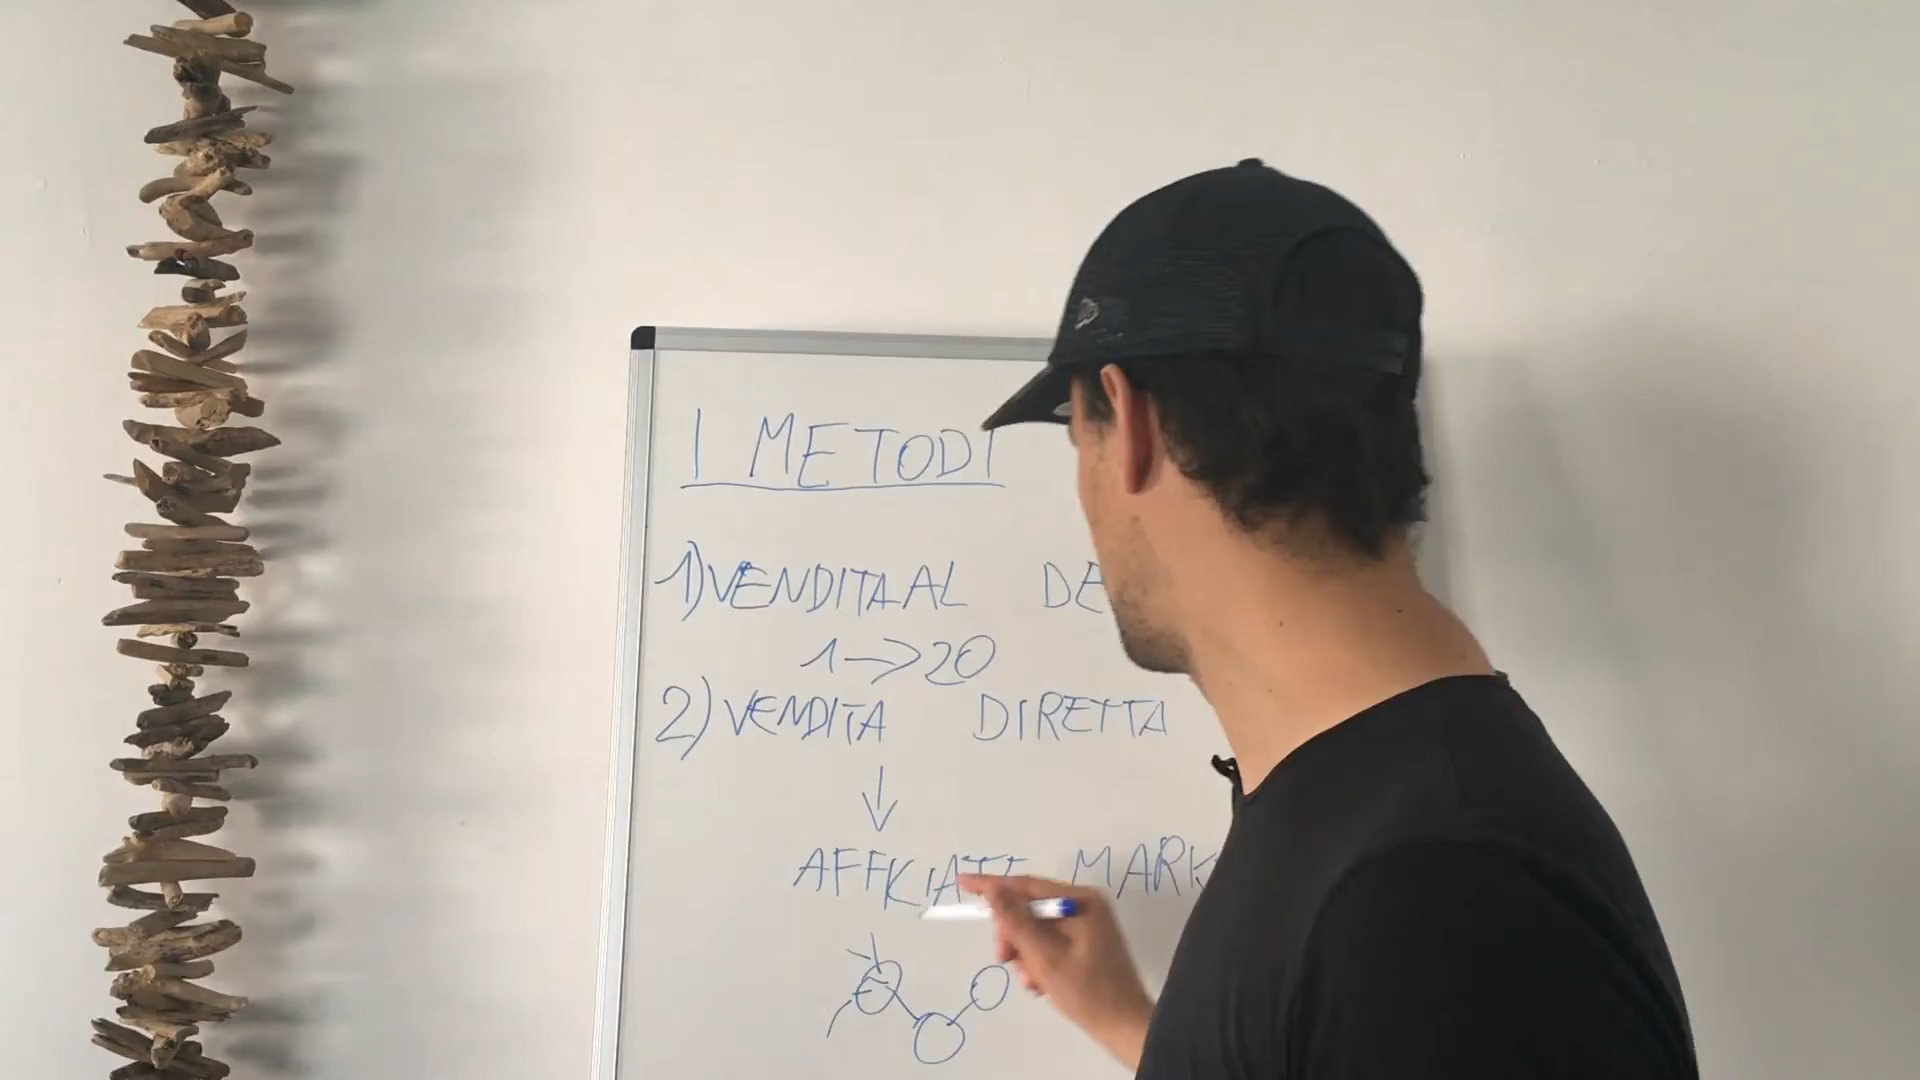 I METODI
1) VENDITA AL DE
1 → 20
2) VENDITA DIRETTA
↓
AFFILIATE MARK
€